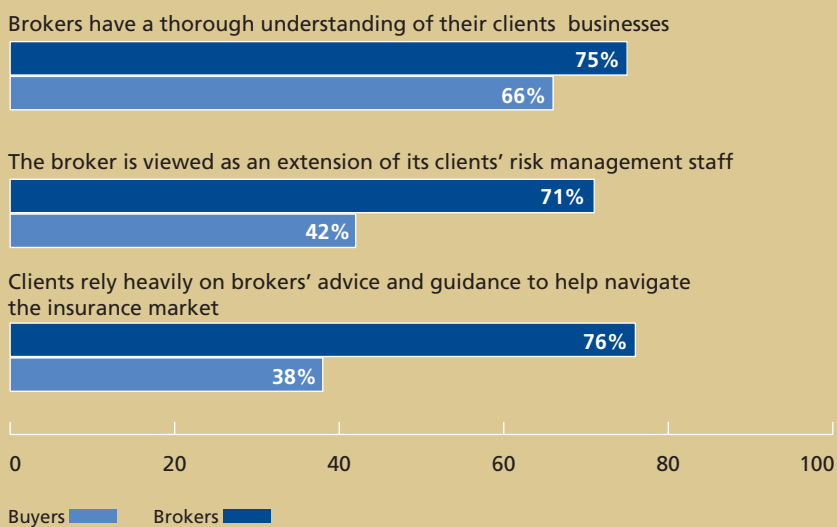 Brokers have a thorough understanding of their clients  businesses
75%
66%
The broker is viewed as an extension of its clients’ risk management staff
71%
42%
Clients rely heavily on brokers’ advice and guidance to help navigate
the insurance market
76%
38%
0 20 40 60 80 100
Buyers Brokers